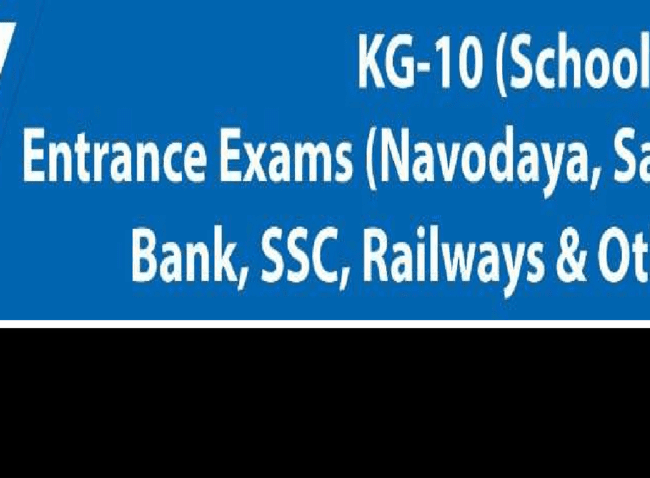 KG-10 (School
Entrance Exams (Navodaya, Sa
Bank, SSC, Railways & Ot